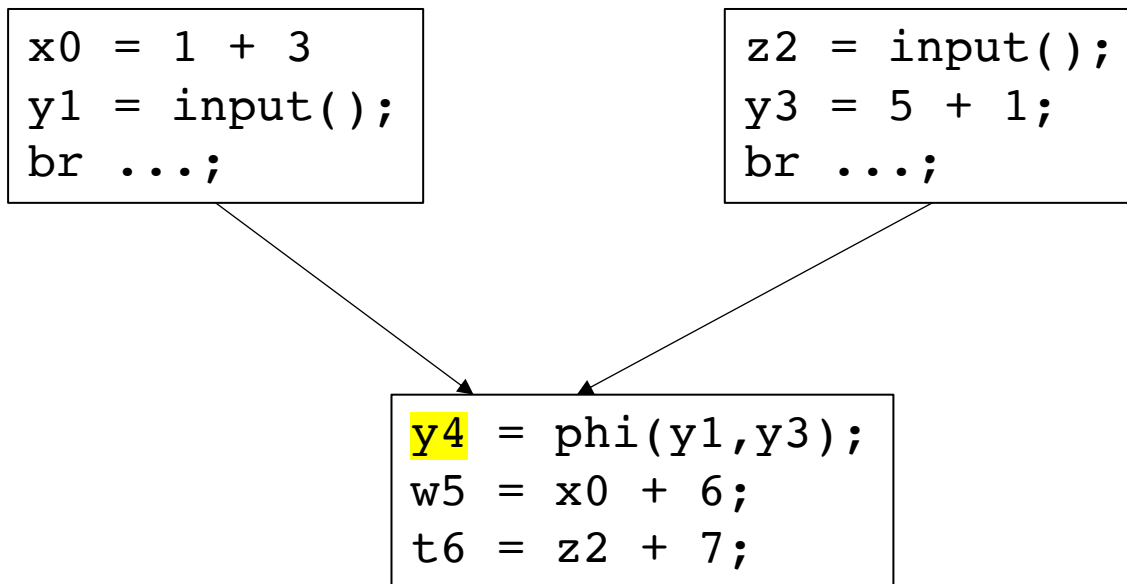 x0 = 1 + 3
y1 = input();
br ...;
z2 = input();
y3 = 5 + 1;
br ...;
y4 = phi(y1,y3);
w5 = x0 + 6;
t6 = z2 + 7;